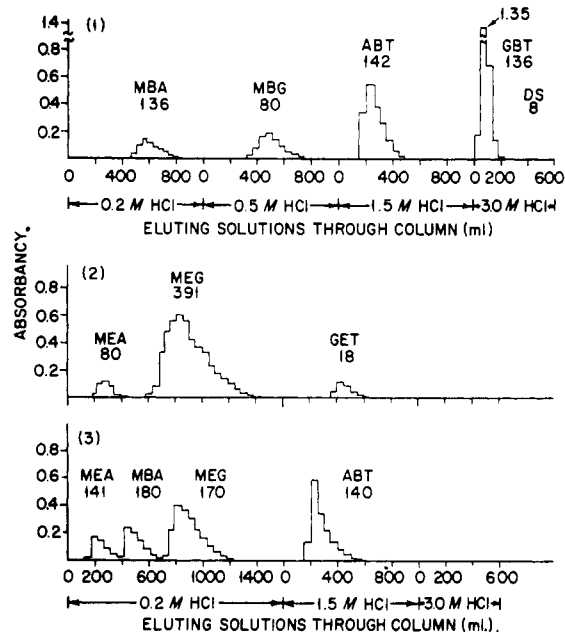 1.4
(1)
1.35
0.8
0.6
0.4
0.2
MBA
136
MBG
80
ABT
142
GBT
136
DS
8
0 400 800 0 400 800 0 400 800 0 200 600
0.2 M HCl 0.5 M HCl 1.5 M HCl 3.0 M HCl
ELUTING SOLUTIONS THROUGH COLUMN (ml)
ABSORBANCY.
(2)
0.8
0.6
0.4
0.2
MEA
80
MEG
391
GET
18
(3)
0.8
0.6
0.4
0.2
MEA
141
MBA
180
MEG
170
ABT
140
0 200 600 1000 1400 0 400 800 0 400 800
0.2 M HCl 1.5 M HCl 3.0 M HCl
ELUTING SOLUTIONS THROUGH COLUMN (ml.).